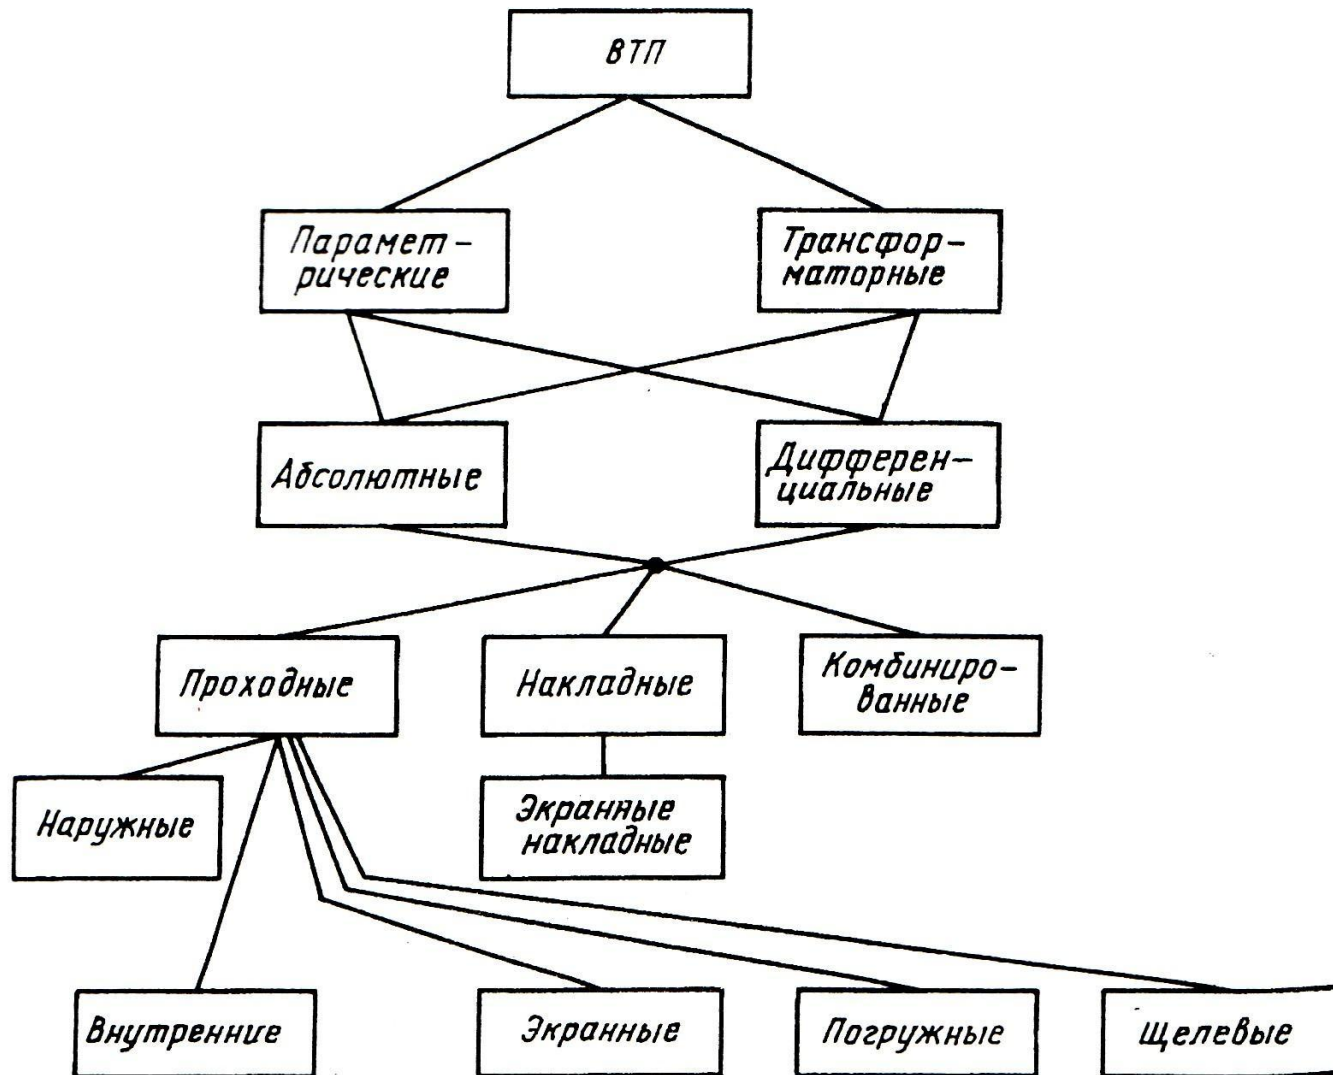 ВТП
Парамет-
рические
Трансфор-
маторные
Абсолютные
Дифферен-
циальные
Проходные
Накладные
Комбиниро-
ванные
Наружные
Экранные
накладные
Внутренние
Экранные
Погружные
Щелевые